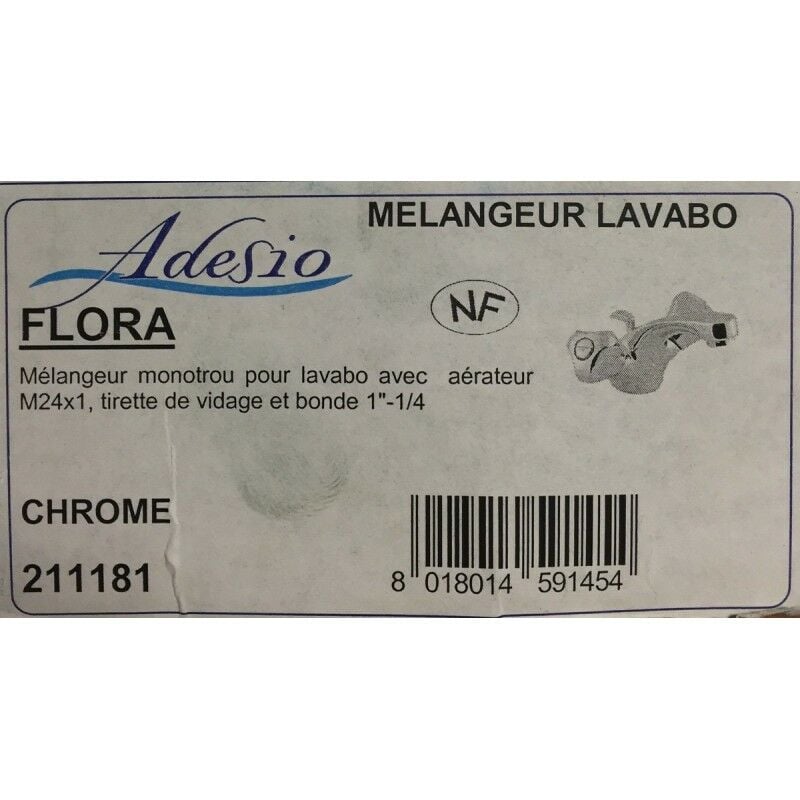 Adesio
MELANGEUR LAVABO
NF
FLORA
Mélangeur monotrou pour lavabo avec aérateur
M24x1, tirette de vidage et bonde 1"-1/4
CHROME
211181
8 018014 591454